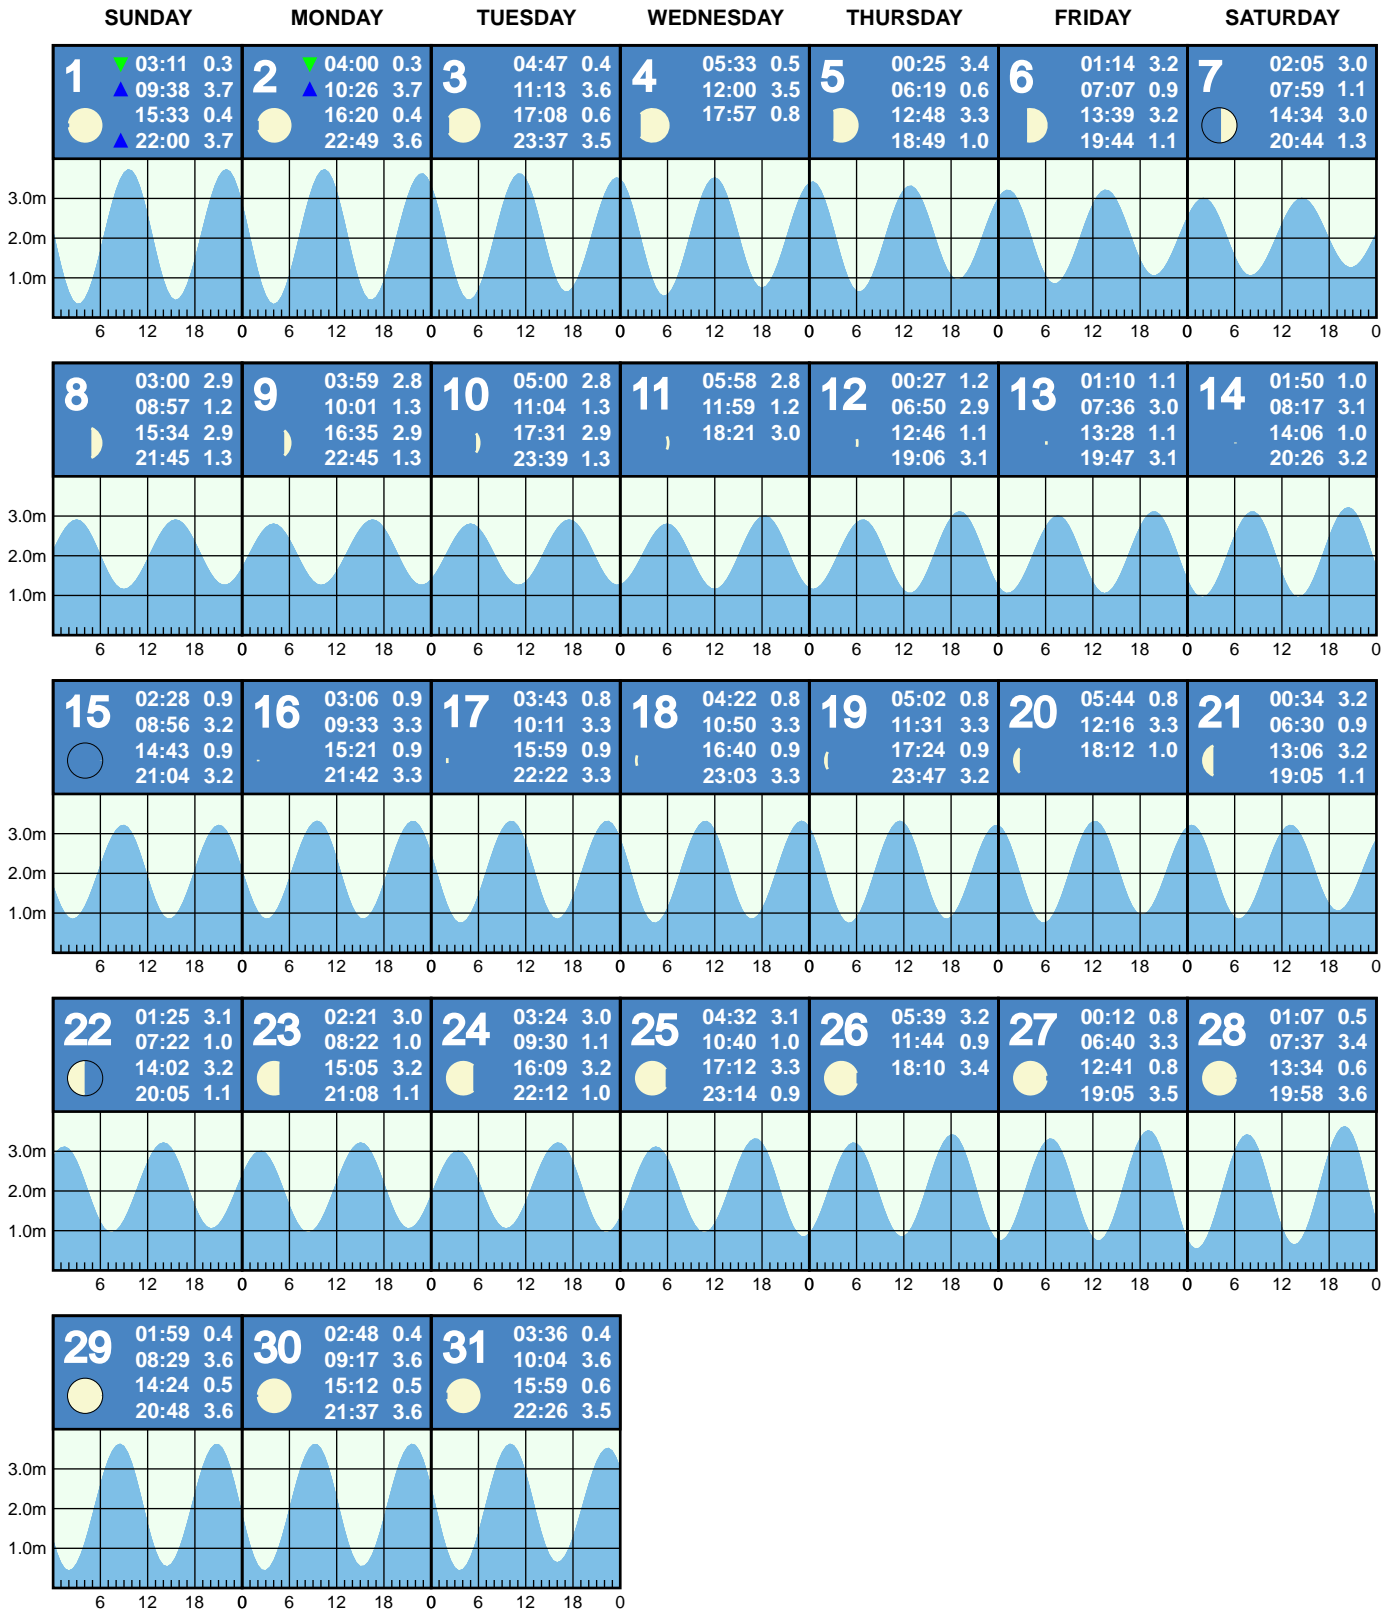 SUNDAY MONDAY TUESDAY WEDNESDAY THURSDAY FRIDAY SATURDAY
1 03:11 0.3
09:38 3.7
15:33 0.4
22:00 3.7
2 04:00 0.3
10:26 3.7
16:20 0.4
22:49 3.6
3 04:47 0.4
11:13 3.6
17:08 0.6
23:37 3.5
4 05:33 0.5
12:00 3.5
17:57 0.8
5 00:25 3.4
06:19 0.6
12:48 3.3
18:49 1.0
6 01:14 3.2
07:07 0.9
13:39 3.2
19:44 1.1
7 02:05 3.0
07:59 1.1
14:34 3.0
20:44 1.3
3.0m
2.0m
1.0m
6 12 18 0 6 12 18 0 6 12 18 0 6 12 18 0 6 12 18 0 6 12 18 0 6 12 18 0
8 03:00 2.9
08:57 1.2
15:34 2.9
21:45 1.3
9 03:59 2.8
10:01 1.3
16:35 2.9
22:45 1.3
10 05:00 2.8
11:04 1.3
17:31 2.9
23:39 1.3
11 05:58 2.8
11:59 1.2
18:21 3.0
12 00:27 1.2
06:50 2.9
12:46 1.1
19:06 3.1
13 01:10 1.1
07:36 3.0
13:28 1.1
19:47 3.1
14 01:50 1.0
08:17 3.1
14:06 1.0
20:26 3.2
3.0m
2.0m
1.0m
6 12 18 0 6 12 18 0 6 12 18 0 6 12 18 0 6 12 18 0 6 12 18 0 6 12 18 0
15 02:28 0.9
08:56 3.2
14:43 0.9
21:04 3.2
16 03:06 0.9
09:33 3.3
15:21 0.9
21:42 3.3
17 03:43 0.8
10:11 3.3
15:59 0.9
22:22 3.3
18 04:22 0.8
10:50 3.3
16:40 0.9
23:03 3.3
19 05:02 0.8
11:31 3.3
17:24 0.9
23:47 3.2
20 05:44 0.8
12:16 3.3
18:12 1.0
21 00:34 3.2
06:30 0.9
13:06 3.2
19:05 1.1
3.0m
2.0m
1.0m
6 12 18 0 6 12 18 0 6 12 18 0 6 12 18 0 6 12 18 0 6 12 18 0 6 12 18 0
22 01:25 3.1
07:22 1.0
14:02 3.2
20:05 1.1
23 02:21 3.0
08:22 1.0
15:05 3.2
21:08 1.1
24 03:24 3.0
09:30 1.1
16:09 3.2
22:12 1.0
25 04:32 3.1
10:40 1.0
17:12 3.3
23:14 0.9
26 05:39 3.2
11:44 0.9
18:10 3.4
27 00:12 0.8
06:40 3.3
12:41 0.8
19:05 3.5
28 01:07 0.5
07:37 3.4
13:34 0.6
19:58 3.6
3.0m
2.0m
1.0m
6 12 18 0 6 12 18 0 6 12 18 0 6 12 18 0 6 12 18 0 6 12 18 0 6 12 18 0
29 01:59 0.4
08:29 3.6
14:24 0.5
20:48 3.6
30 02:48 0.4
09:17 3.6
15:12 0.5
21:37 3.6
31 03:36 0.4
10:04 3.6
15:59 0.6
22:26 3.5
3.0m
2.0m
1.0m
6 12 18 0 6 12 18 0 6 12 18 0